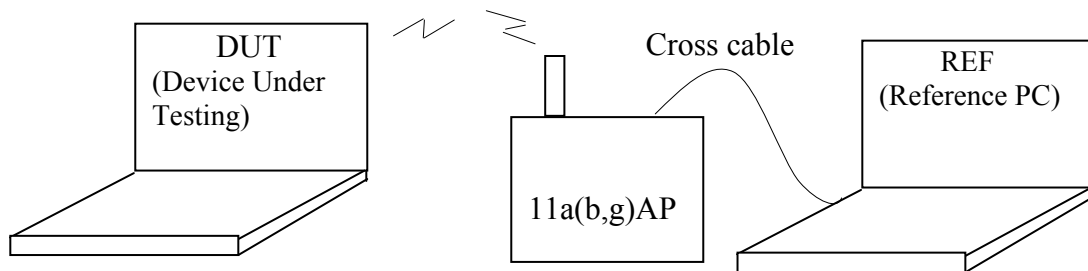 DUT
(Device Under
Testing)
Cross cable
REF
(Reference PC)
11a(b,g)AP